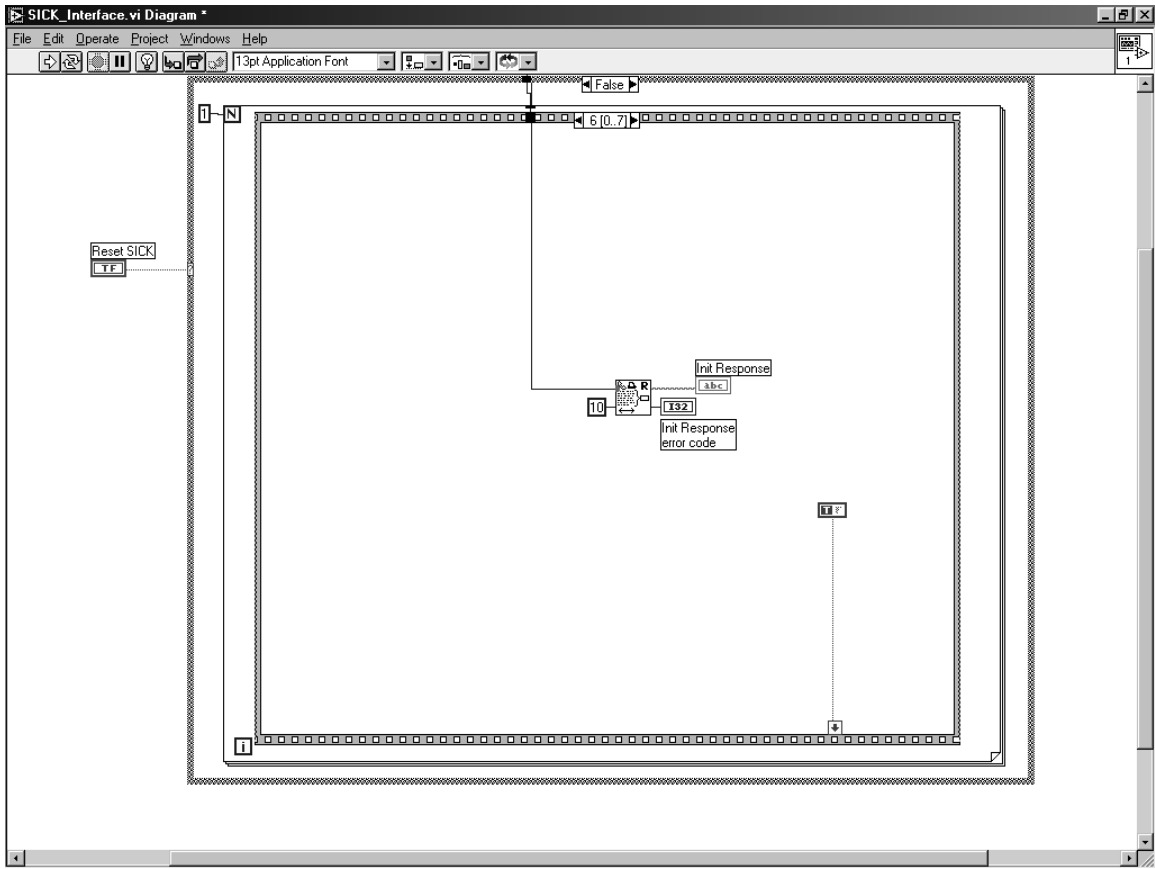 SICK_Interface.vi Diagram *
File Edit Operate Project Windows Help
13pt Application Font
1
False
1 N
6 [0..7]
Reset SICK
TF
Init Response
R
abc
10
I32
Init Response
error code
T
i